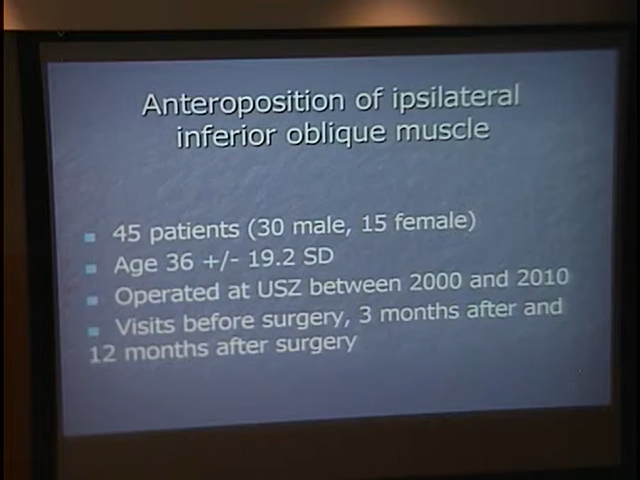 Anteroposition of ipsilateral
inferior oblique muscle
45 patients (30 male, 15 female)
Age 36 +/- 19.2 SD
Operated at USZ between 2000 and 2010
Visits before surgery, 3 months after and
12 months after surgery